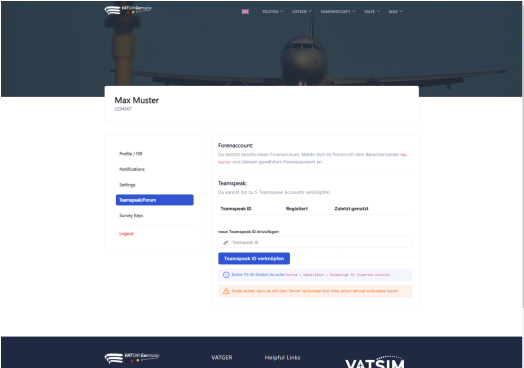 VATSIM Germany
PILOTEN LOTSEN GEMEINSCHAFT HILFE MAX
Max Muster
1234567
Profile / FIR
Notifications
Settings
Teamspeak/Forum
Survey Keys
Logout
Forenaccount:
Du besitzt bereits einen Forenaccount. Melde dich im Forum mit dem Benutzernamen Max
Muster und deinem gewählten Forenpasswort an.
Teamspeak:
Du kannst bis zu 5 Teamspeak Accounts verknüpfen.
Teamspeak ID Registriert Zuletzt genutzt
neue Teamspeak ID hinzufügen
Teamspeak ID
Teamspeak ID verknüpfen
Deine TS ID findest du unter Extras > Identitäten > Eindeutige ID (Experten Ansicht) .
Stelle sicher, dass du mit dem Server verbunden bist oder schon einmal verbunden warst.
VATSIM Germany
VATGER Helpful Links
VATSIM